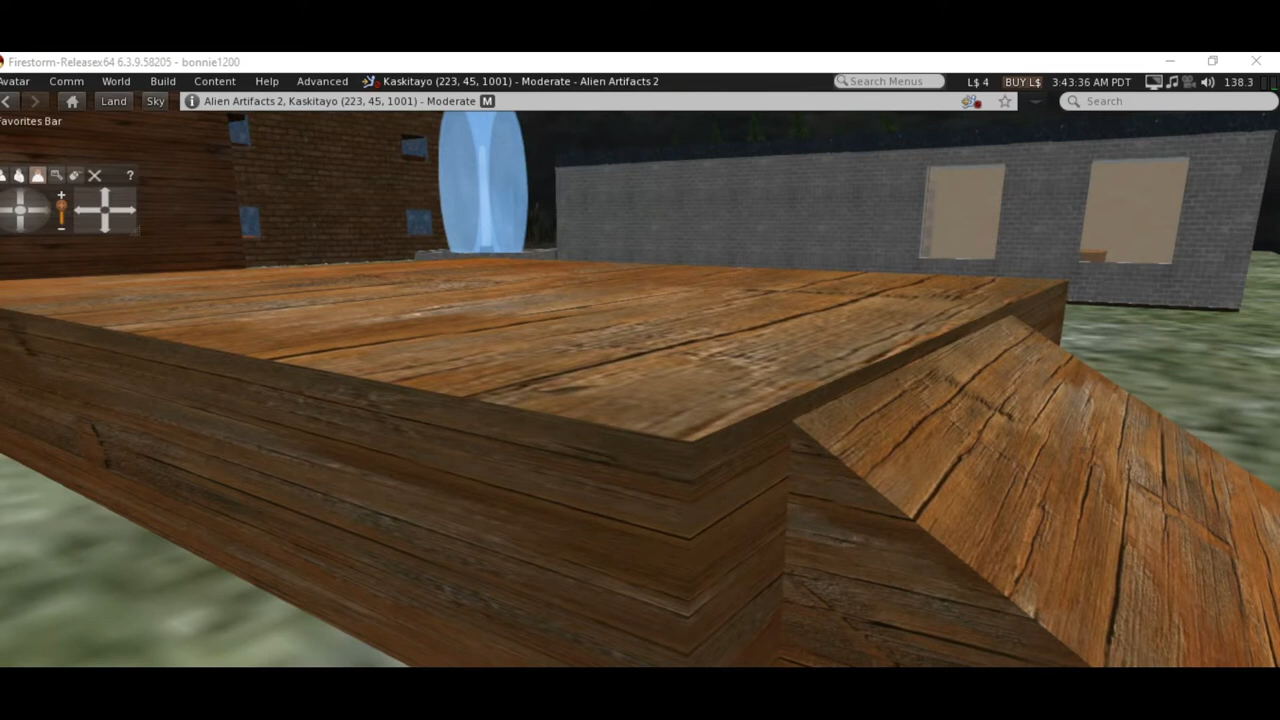 Firestorm-Releasex64 6.3.9.58205 - bonnie1200
Avatar Comm World Build Content Help Advanced Kaskitayo (223, 45, 1001) - Moderate - Alien Artifacts 2 Search Menus L$ 4 BUY L$ 3:43:36 AM PDT 138.3
Land Sky Alien Artifacts 2, Kaskitayo (223, 45, 1001) - Moderate M Search
Favorites Bar
?